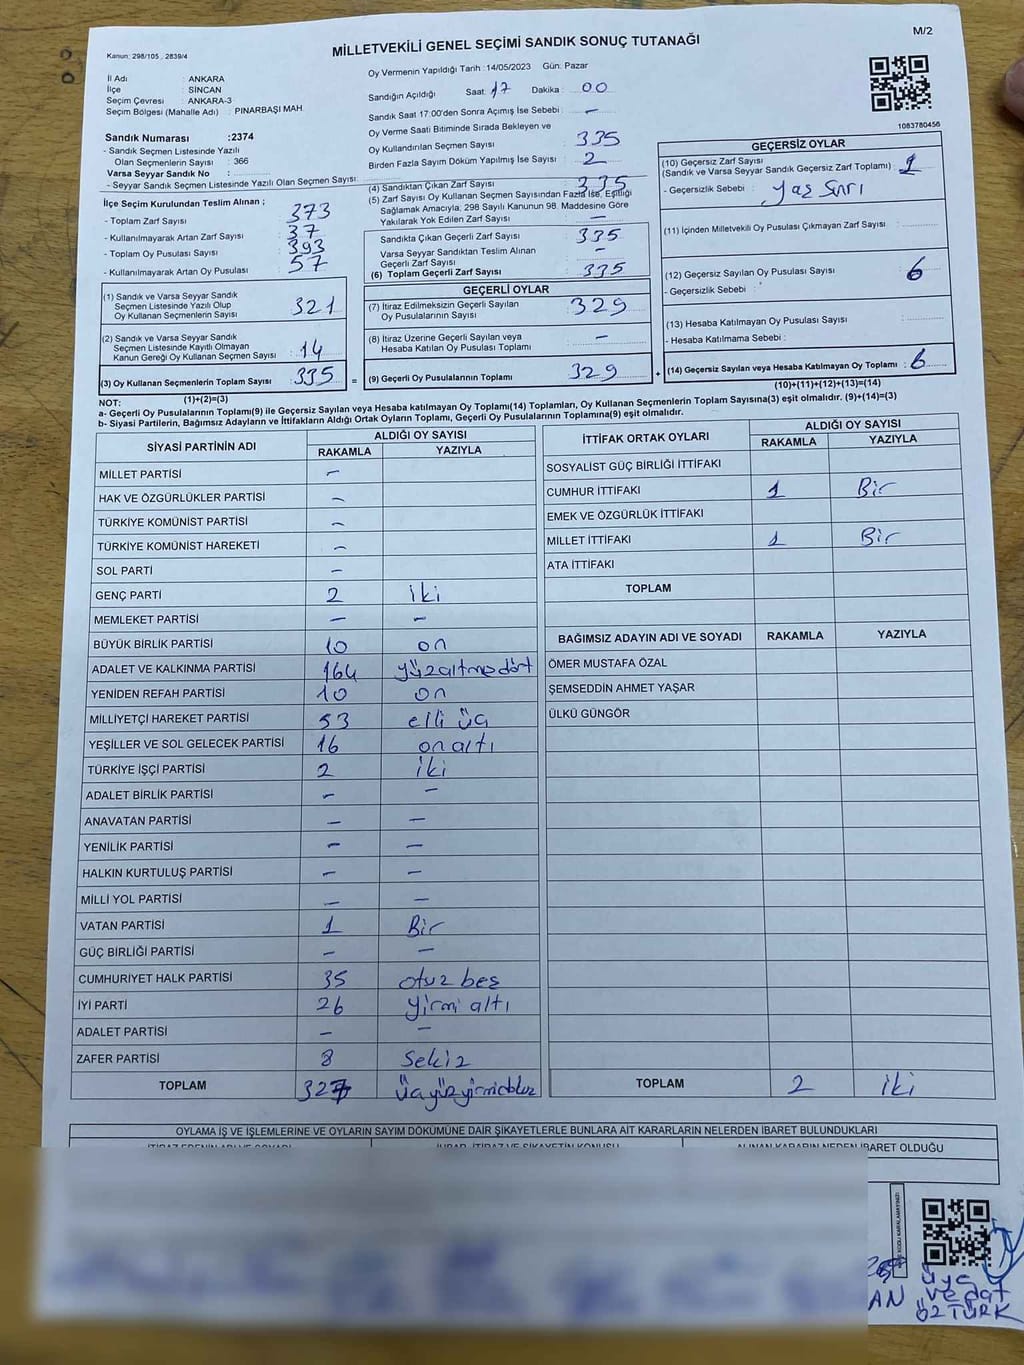 M/2
Kanun: 298/105 , 2839/4
MİLLETVEKİLİ GENEL SEÇİMİ SANDIK SONUÇ TUTANAĞI
İl Adı : ANKARA
İlçe : SİNCAN
Seçim Çevresi : ANKARA-3
Seçim Bölgesi (Mahalle Adı) : PINARBAŞI MAH.
Sandık Numarası :2374
- Sandık Seçmen Listesinde Yazılı
Olan Seçmenlerin Sayısı : 366
Varsa Seyyar Sandık No :
- Seyyar Sandık Seçmen Listesinde Yazılı Olan Seçmen Sayısı:
İlçe Seçim Kurulundan Teslim Alınan ;
- Toplam Zarf Sayısı : 373
- Kullanılmayarak Artan Zarf Sayısı : 37
- Toplam Oy Pusulası Sayısı : 393
- Kullanılmayarak Artan Oy Pusulası : 57
(1) Sandık ve Varsa Seyyar Sandık
Seçmen Listesinde Yazılı Olup
Oy Kullanan Seçmenlerin Sayısı : 321
(2) Sandık ve Varsa Seyyar Sandık
Seçmen Listesinde Kayıtlı Olmayan
Kanun Gereği Oy Kullanan Seçmen Sayısı : 14
(3) Oy Kullanan Seçmenlerin Toplam Sayısı : 335
Oy Vermenin Yapıldığı Tarih :14/05/2023 Gün: Pazar
Sandığın Açıldığı Saat: 17 Dakika : 00
Sandık Saat 17:00'den Sonra Açımış İse Sebebi : –
Oy Verme Saati Bitiminde Sırada Bekleyen ve
Oy Kullandırılan Seçmen Sayısı : 335
Birden Fazla Sayım Döküm Yapılmış İse Sayısı : 2
(4) Sandıktan Çıkan Zarf Sayısı : 335
(5) Zarf Sayısı Oy Kullanan Seçmen Sayısından Fazla İse, Eşitliği
Sağlamak Amacıyla, 298 Sayılı Kanunun 98. Maddesine Göre
Yakılarak Yok Edilen Zarf Sayısı : –
Sandıkta Çıkan Geçerli Zarf Sayısı : 335
Varsa Seyyar Sandıktan Teslim Alınan
Geçerli Zarf Sayısı : –
(6) Toplam Geçerli Zarf Sayısı : 335
GEÇERLİ OYLAR
(7) İtiraz Edilmeksizin Geçerli Sayılan
Oy Pusulalarının Sayısı : 329
(8) İtiraz Üzerine Geçerli Sayılan veya
Hesaba Katılan Oy Pusulası Toplamı : –
= (9) Geçerli Oy Pusulalarının Toplamı : 329
1083780456
GEÇERSİZ OYLAR
(10) Geçersiz Zarf Sayısı
(Sandık ve Varsa Seyyar Sandık Geçersiz Zarf Toplamı) : 1
- Geçersizlik Sebebi :
(11) İçinden Milletvekili Oy Pusulası Çıkmayan Zarf Sayısı :
(12) Geçersiz Sayılan Oy Pusulası Sayısı : 6
- Geçersizlik Sebebi :
(13) Hesaba Katılmayan Oy Pusulası Sayısı :
- Hesaba Katılmama Sebebi :
+ (14) Geçersiz Sayılan veya Hesaba Katılmayan Oy Toplamı : 6
(10)+(11)+(12)+(13)=(14)
NOT: (1)+(2)=(3)
a- Geçerli Oy Pusulalarının Toplamı(9) ile Geçersiz Sayılan veya Hesaba katılmayan Oy Toplamı(14) Toplamları, Oy Kullanan Seçmenlerin Toplam Sayısına(3) eşit olmalıdır. (9)+(14)=(3)
b- Siyasi Partilerin, Bağımsız Adayların ve İttifakların Aldığı Ortak Oyların Toplamı, Geçerli Oy Pusulalarının Toplamına(9) eşit olmalıdır.
SİYASİ PARTİNİN ADI ALDIĞI OY SAYISI
RAKAMLA YAZIYLA
MİLLET PARTİSİ –
HAK VE ÖZGÜRLÜKLER PARTİSİ –
TÜRKİYE KOMÜNİST PARTİSİ –
TÜRKİYE KOMÜNİST HAREKETİ –
SOL PARTİ –
GENÇ PARTİ 2 iki
MEMLEKET PARTİSİ – –
BÜYÜK BİRLİK PARTİSİ 10 on
ADALET VE KALKINMA PARTİSİ 164 yüzaltmışdört
YENİDEN REFAH PARTİSİ 10 on
MİLLİYETÇİ HAREKET PARTİSİ 53 elli üç
YEŞİLLER VE SOL GELECEK PARTİSİ 16 on altı
TÜRKİYE İŞÇİ PARTİSİ 2 iki
ADALET BİRLİK PARTİSİ – –
ANAVATAN PARTİSİ – –
YENİLİK PARTİSİ – –
HALKIN KURTULUŞ PARTİSİ – –
MİLLİ YOL PARTİSİ – –
VATAN PARTİSİ 1 Bir
GÜÇ BİRLİĞİ PARTİSİ – –
CUMHURİYET HALK PARTİSİ 35 otuz beş
İYİ PARTİ 26 yirmi altı
ADALET PARTİSİ – –
ZAFER PARTİSİ 8 sekiz
TOPLAM 327
İTTİFAK ORTAK OYLARI ALDIĞI OY SAYISI
RAKAMLA YAZIYLA
SOSYALİST GÜÇ BİRLİĞİ İTTİFAKI
CUMHUR İTTİFAKI 1 Bir
EMEK VE ÖZGÜRLÜK İTTİFAKI
MİLLET İTTİFAKI 1 Bir
ATA İTTİFAKI
TOPLAM
BAĞIMSIZ ADAYIN ADI VE SOYADI RAKAMLA YAZIYLA
ÖMER MUSTAFA ÖZAL
ŞEMSEDDİN AHMET YAŞAR
ÜLKÜ GÜNGÖR
TOPLAM 2 iki
OYLAMA İŞ VE İŞLEMLERİNE VE OYLARIN SAYIM DÖKÜMÜNE DAİR ŞİKAYETLERLE BUNLARA AİT KARARLARIN NELERDEN İBARET BULUNDUKLARI
ALINAN KARARIN NEDEN İBARET OLDUĞU
AN
üye
vedat
ÖZTÜRK